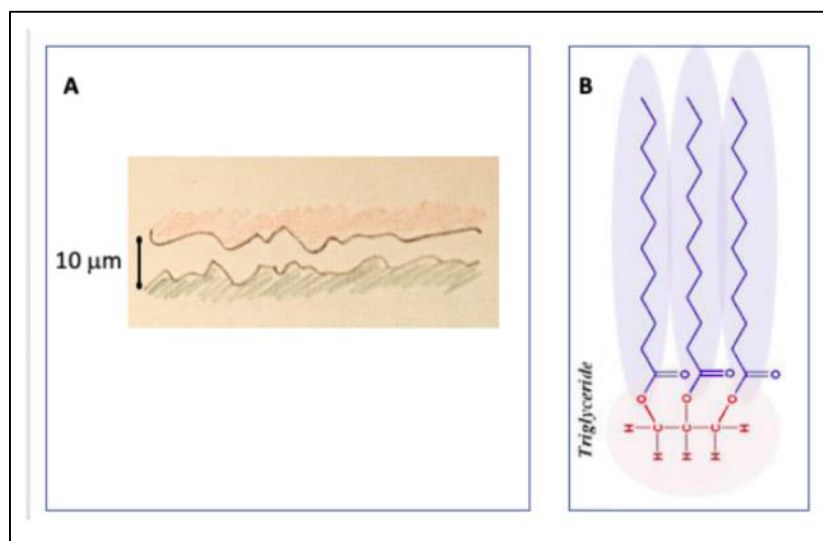 A
10 μm
B
O O O
O O O
H C C C H
H H H
Triglyceride